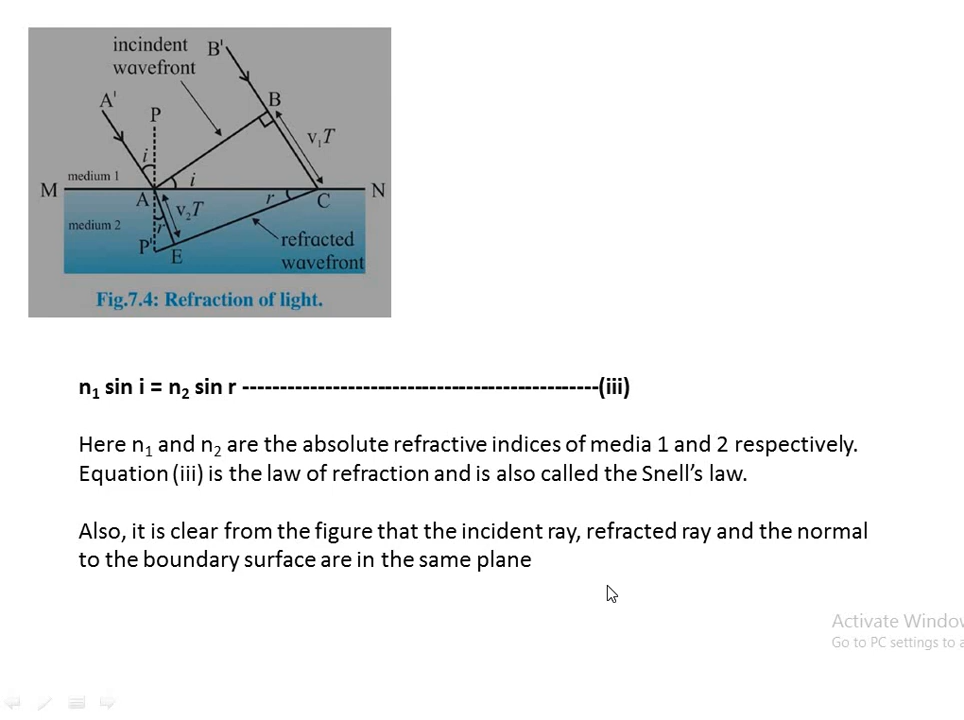 incindent
wavefront
B'
A'
P
B
v₁T
i
i
medium 1
M
A
C
N
r
v₂T
medium 2
r
P'
E
refracted
wavefront
Fig.7.4: Refraction of light.
n₁ sin i = n₂ sin r ------------------------------------------------(iii)
Here n₁ and n₂ are the absolute refractive indices of media 1 and 2 respectively.
Equation (iii) is the law of refraction and is also called the Snell’s law.
Also, it is clear from the figure that the incident ray, refracted ray and the normal
to the boundary surface are in the same plane
Activate Window
Go to PC settings to a